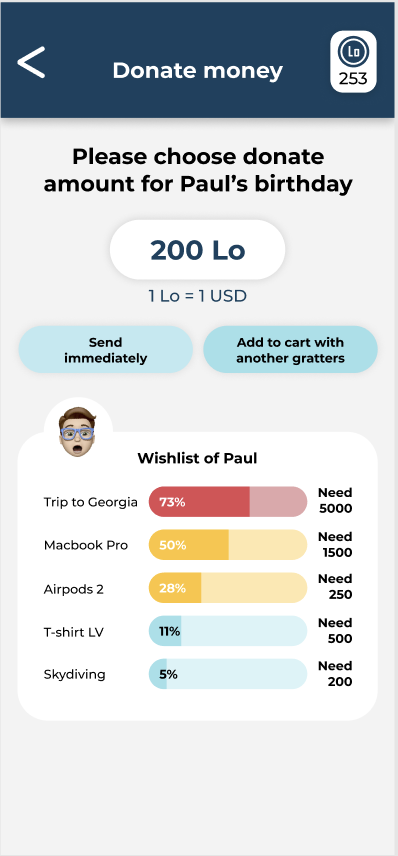 <
Donate money
Lo
253
Please choose donate
amount for Paul’s birthday
200 Lo
1 Lo = 1 USD
Send
immediately
Add to cart with
another gratters
Wishlist of Paul
Trip to Georgia
73%
Need
5000
Macbook Pro
50%
Need
1500
Airpods 2
28%
Need
250
T-shirt LV
11%
Need
500
Skydiving
5%
Need
200